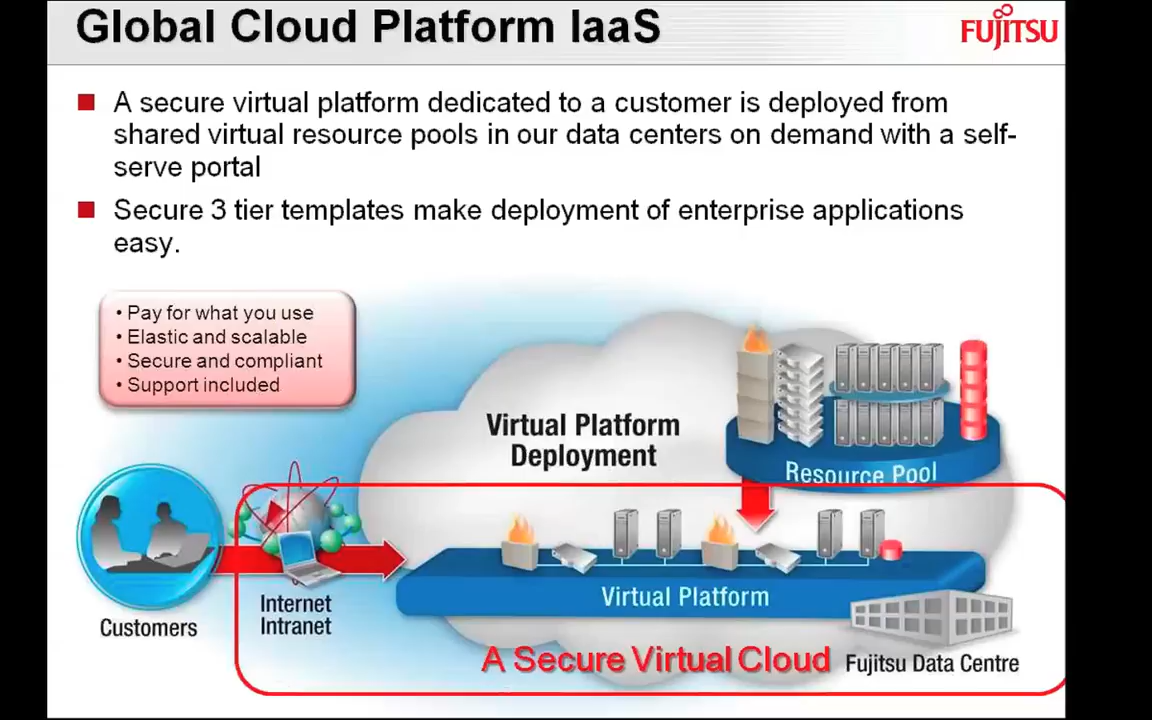 Global Cloud Platform IaaS
FUJITSU
A secure virtual platform dedicated to a customer is deployed from
shared virtual resource pools in our data centers on demand with a self-
serve portal
Secure 3 tier templates make deployment of enterprise applications
easy.
• Pay for what you use
• Elastic and scalable
• Secure and compliant
• Support included
Virtual Platform
Deployment
Resource Pool
Virtual Platform
Internet
Intranet
Customers
A Secure Virtual Cloud
Fujitsu Data Centre